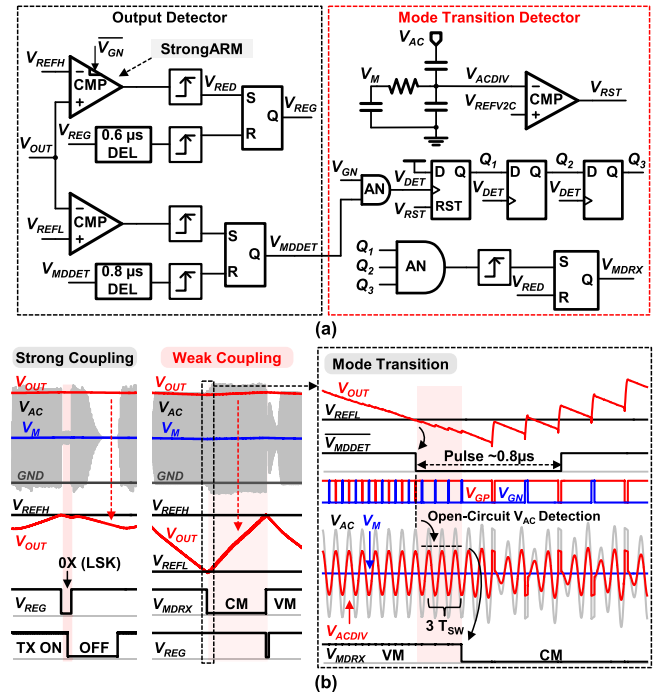 Output Detector
Mode Transition Detector
V_GN
StrongARM
V_REFH
−
CMP
+
V_RED
S
Q
R
V_REG
V_REG
0.6 μs
DEL
V_OUT
−
CMP
+
V_REFL
S
Q
R
V_MDDET
V_MDDET
0.8 μs
DEL
V_AC
V_M
V_ACDIV
−
CMP
+
V_REFV2C
V_RST
V_GN
AN
V_DET
D Q
RST
V_RST
Q_1
V_DET
D Q
Q_2
V_DET
D Q
Q_3
Q_1
Q_2
Q_3
AN
S
Q
R
V_RED
V_MDRX
(a)
Strong Coupling
Weak Coupling
Mode Transition
V_OUT
V_AC
V_M
GND
V_REFH
V_OUT
0X (LSK)
V_REG
TX ON
OFF
V_OUT
V_AC
V_M
GND
V_REFH
V_OUT
V_REFL
V_MDRX
CM
VM
V_REG
V_OUT
V_REFL
V_MDDET
Pulse ~0.8μs
V_GP
V_GN
V_AC
V_M
Open-Circuit V_AC Detection
3 T_SW
V_ACDIV
V_MDRX
VM
CM
(b)